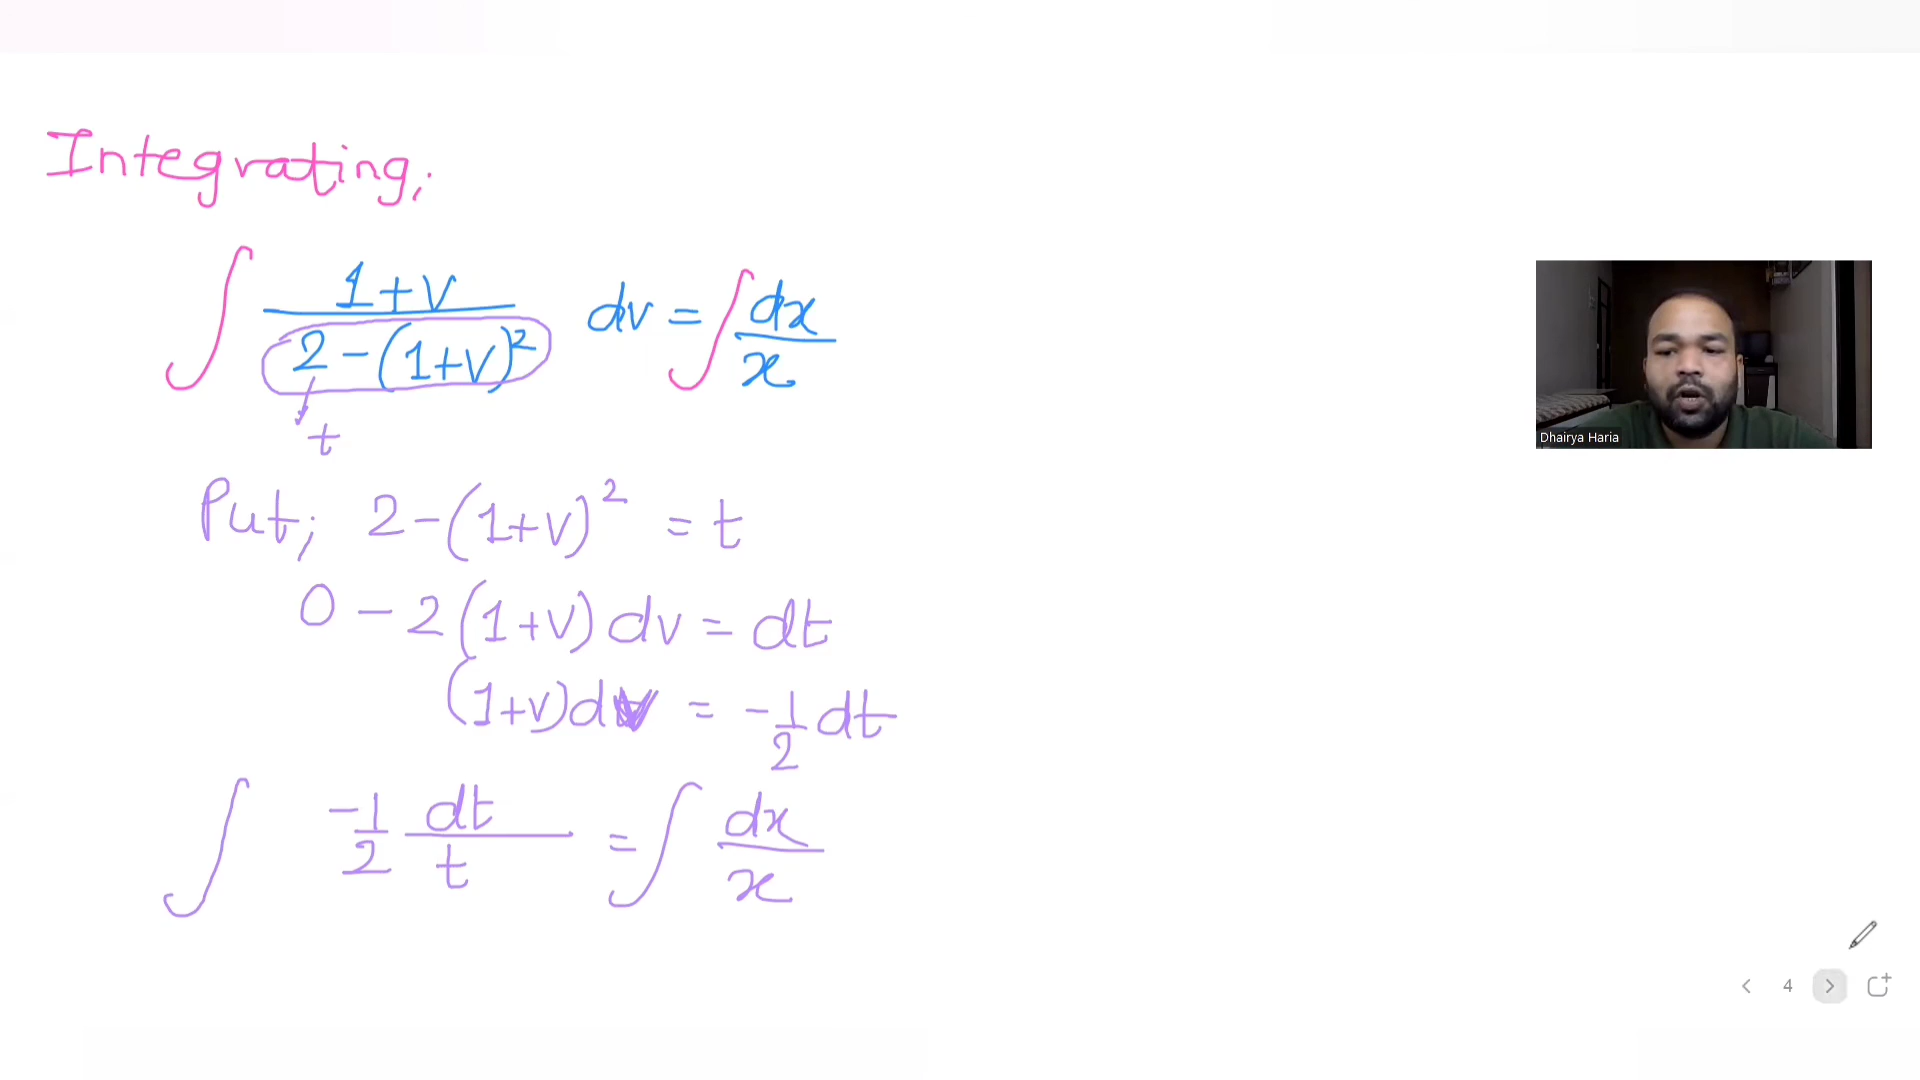 Integrating,
∫ (1+v)/(2-(1+v)²) dv = ∫ dx/x
t
Put; 2-(1+v)² = t
0 - 2(1+v)dv = dt
(1+v)dv = -1/2 dt
∫ -1/2 dt/t = ∫ dx/x
Dhairya Haria
4